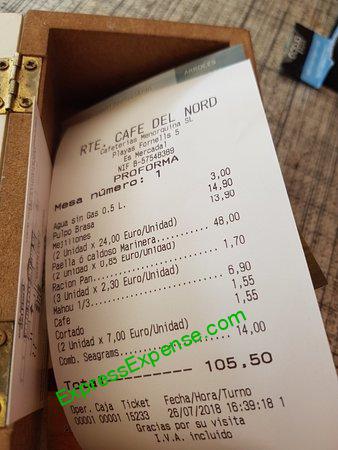 ARROCES
RTE. CAFE DEL NORD
Cafeterias Menorquina SL
Playas Fornells 5
Es Mercadal
NIF B-57548389
PROFORMA
Mesa número: 1
Agua sin Gas 0.5 L. 3,00
Pulpo Brasa 14,90
Mejillones 13,90
(2 Unidad x 24,00 Euro/Unidad)
Paella ó caldoso Marinera.. 48,00
(2 Unidad x 0,85 Euro/Unidad)
Racion Pan 1,70
(3 Unidad x 2,30 Euro/Unidad)
Mahou 1/3 6,90
Cafe 1,55
Cortado 1,55
(2 Unidad x 7,00 Euro/Unidad)
Comb. Seagrams 14,00
Total 105,50
ExpressExpense.com
Oper. Caja Ticket Fecha/Hora/Turno
00001 00001 15233 26/07/2018 16:39:18 1
Gracias por su visita
I.V.A. incluido